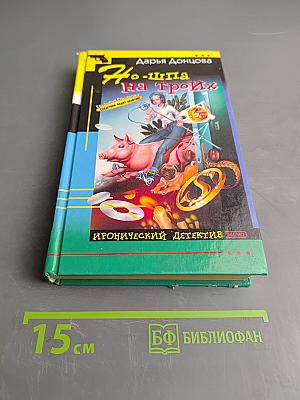 Дарья Донцова
Но-шпа
на троих
ИРОНИЧЕСКИЙ ДЕТЕКТИВ
15 см
БФ БИБЛИОФАН